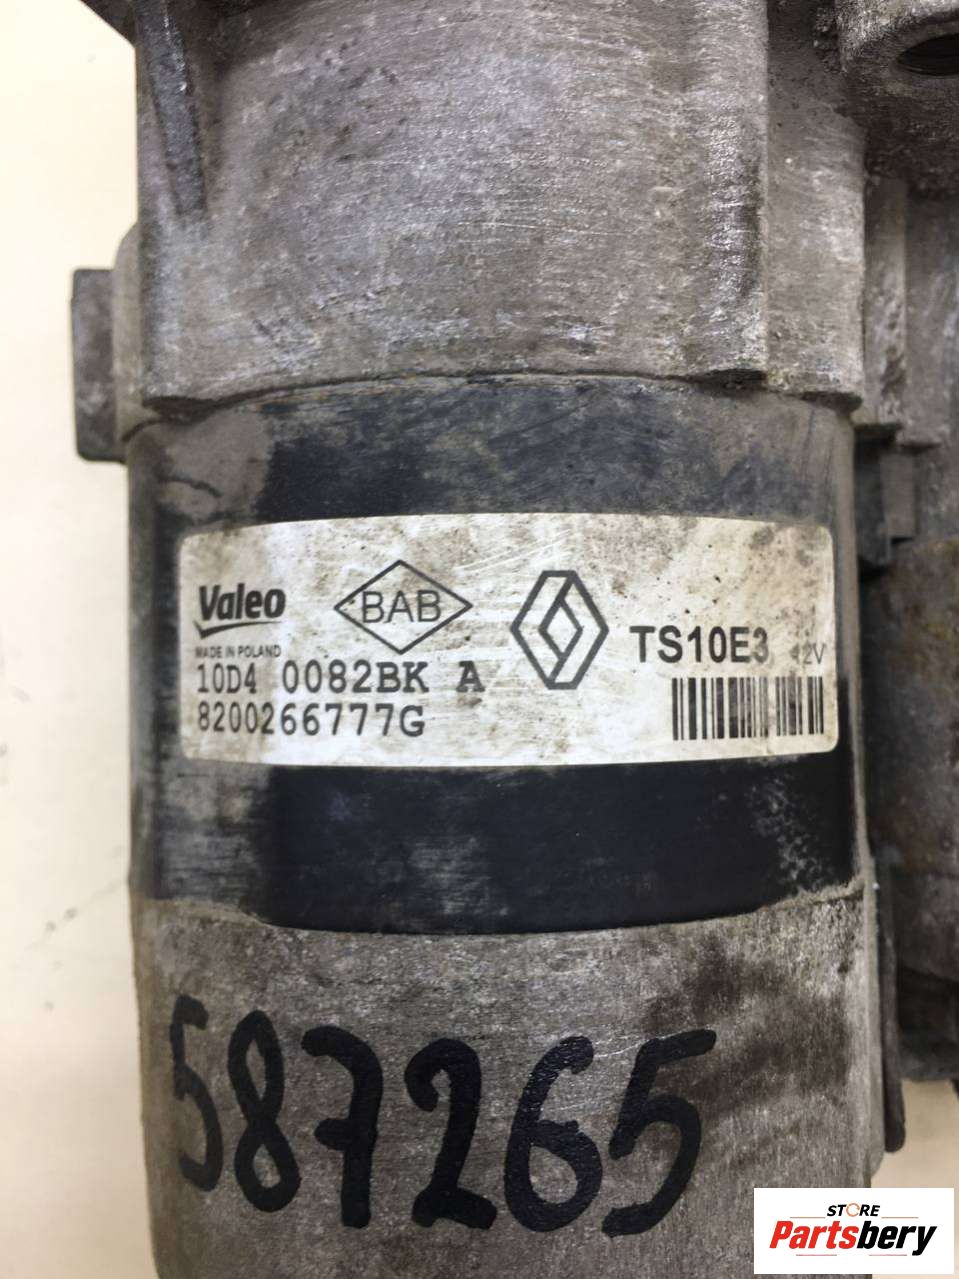 Valeo
BAB
MADE IN POLAND
TS10E3 12V
10D4 0082BK A
8200266777G
587265
STORE
Partsbery